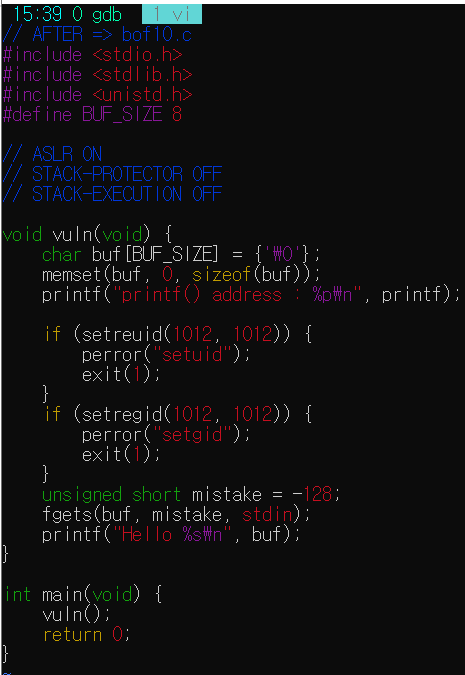 15:39 0 gdb 1 vi
// AFTER => bof10.c
#include <stdio.h>
#include <stdlib.h>
#include <unistd.h>
#define BUF_SIZE 8
// ASLR ON
// STACK-PROTECTOR OFF
// STACK-EXECUTION OFF
void vuln(void) {
    char buf[BUF_SIZE] = {'₩0'};
    memset(buf, 0, sizeof(buf));
    printf("printf() address : %p₩n", printf);
    if (setreuid(1012, 1012)) {
        perror("setuid");
        exit(1);
    }
    if (setregid(1012, 1012)) {
        perror("setgid");
        exit(1);
    }
    unsigned short mistake = -128;
    fgets(buf, mistake, stdin);
    printf("Hello %s₩n", buf);
}
int main(void) {
    vuln();
    return 0;
}
~